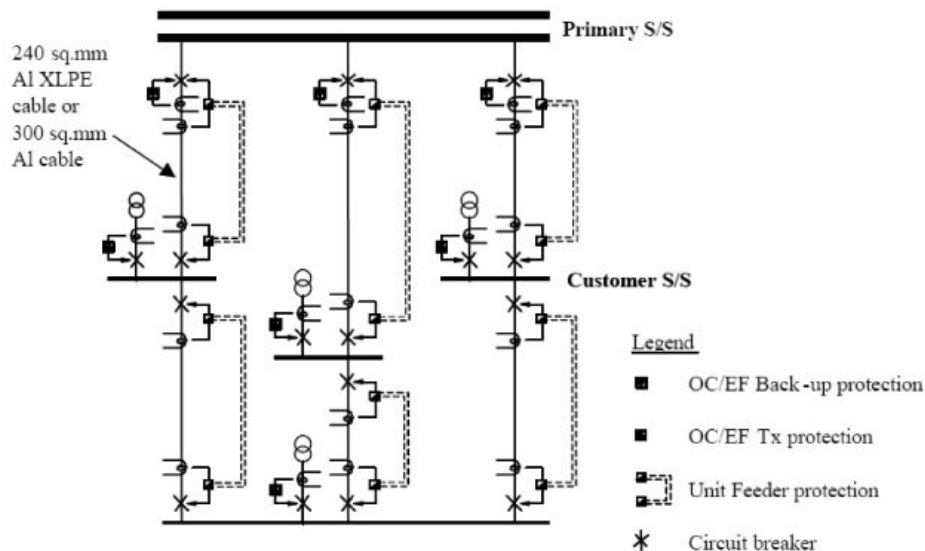 Primary S/S
240 sq.mm
Al XLPE
cable or
300 sq.mm
Al cable
Customer S/S
Legend
OC/EF Back-up protection
OC/EF Tx protection
Unit Feeder protection
Circuit breaker